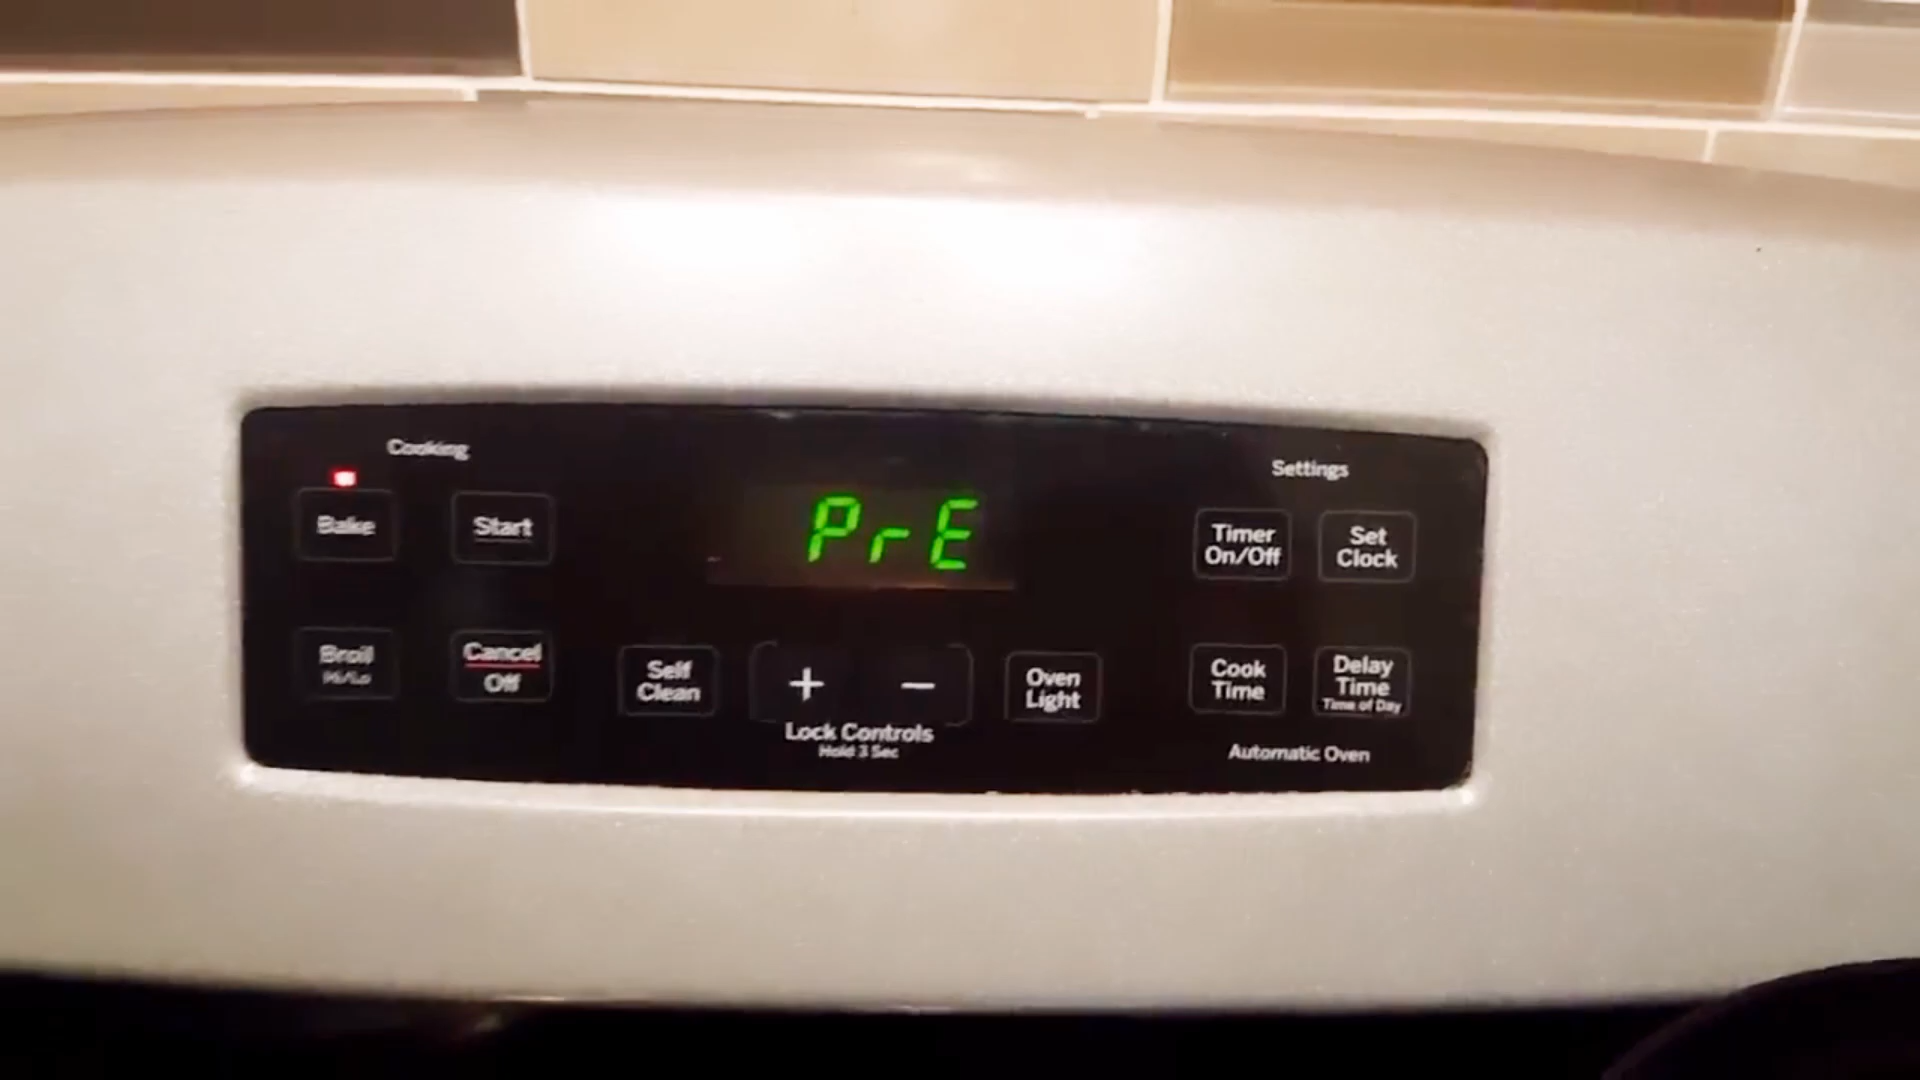 Cooking
Settings
PrE
Bake
Start
Timer
On/Off
Set
Clock
Broil
Hi/Lo
Cancel
Off
Self
Clean
+
−
Lock Controls
Hold 3 Sec
Oven
Light
Cook
Time
Delay
Time
Time of Day
Automatic Oven